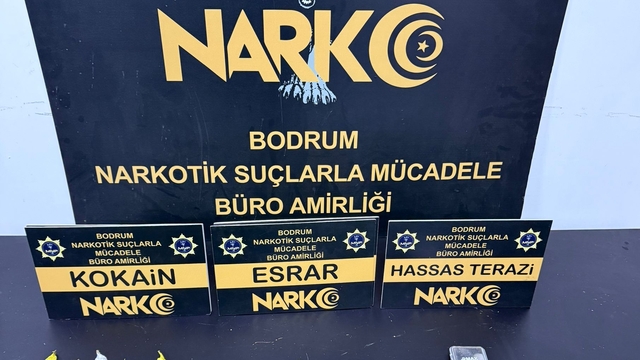 NARKO
BODRUM
NARKOTİK SUÇLARLA MÜCADELE
BÜRO AMİRLİĞİ
BODRUM
NARKOTİK SUÇLARLA
MÜCADELE
BÜRO AMİRLİĞİ
KOKAiN
NARKO
BODRUM
NARKOTİK SUÇLARLA
MÜCADELE
BÜRO AMİRLİĞİ
ESRAR
NARKO
BODRUM
NARKOTİK SUÇLARLA
MÜCADELE
BÜRO AMİRLİĞİ
HASSAS TERAZi
NARKO